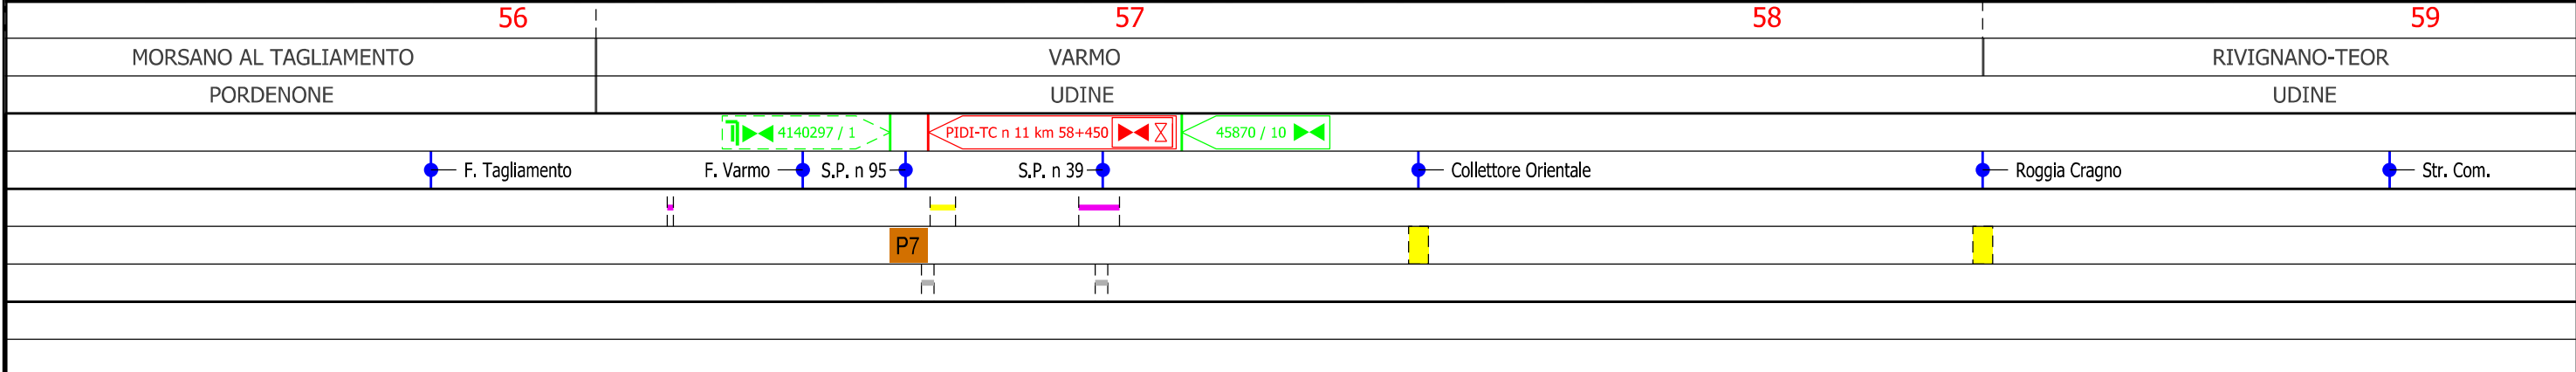 56 57 58 59
MORSANO AL TAGLIAMENTO VARMO RIVIGNANO-TEOR
PORDENONE UDINE UDINE
4140297 / 1 PIDI-TC n 11 km 58+450 45870 / 10
F. Tagliamento F. Varmo S.P. n 95 S.P. n 39 Collettore Orientale Roggia Cragno Str. Com.
P7